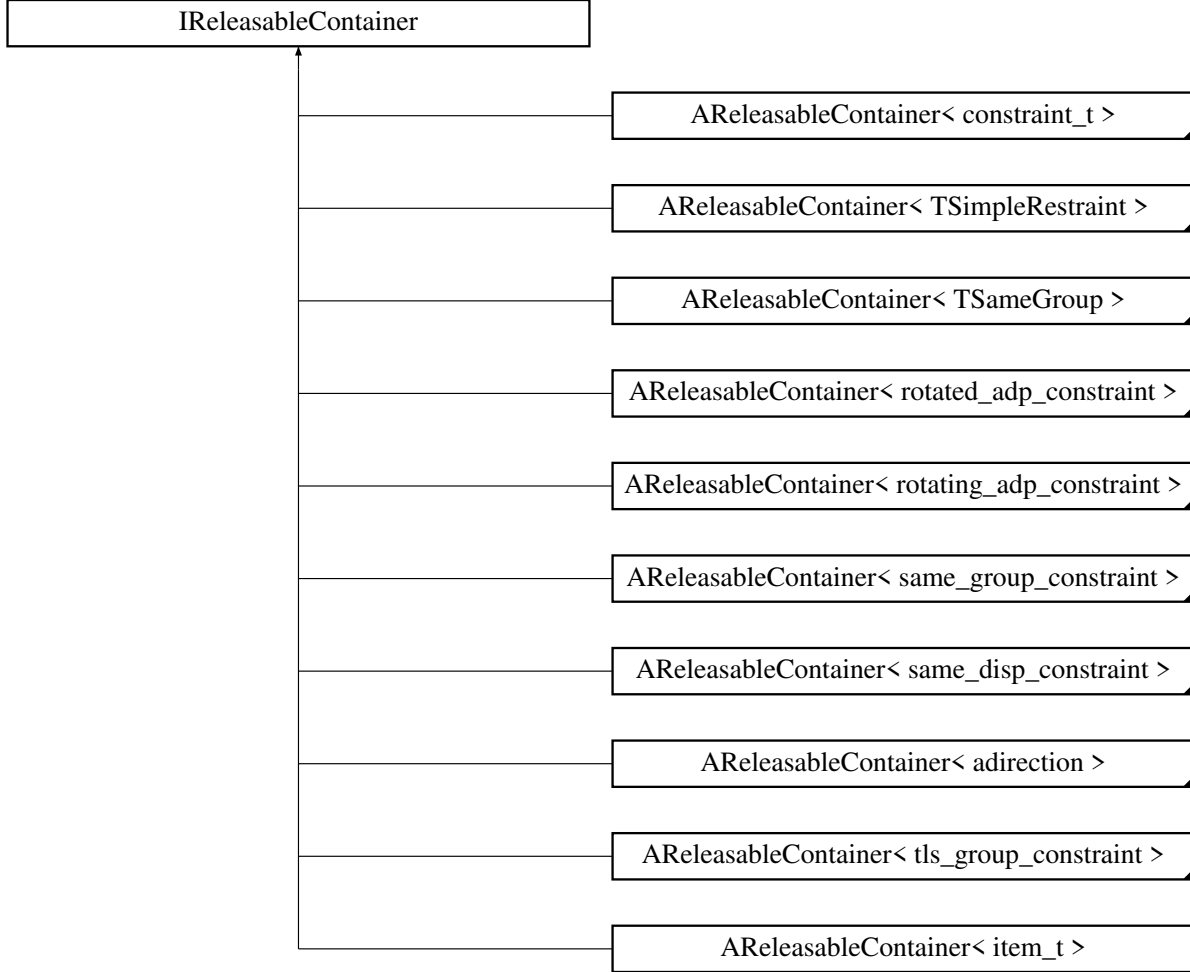 IReleasableContainer
AReleasableContainer< constraint_t >
AReleasableContainer< TSimpleRestraint >
AReleasableContainer< TSameGroup >
AReleasableContainer< rotated_adp_constraint >
AReleasableContainer< rotating_adp_constraint >
AReleasableContainer< same_group_constraint >
AReleasableContainer< same_disp_constraint >
AReleasableContainer< adirection >
AReleasableContainer< tls_group_constraint >
AReleasableContainer< item_t >